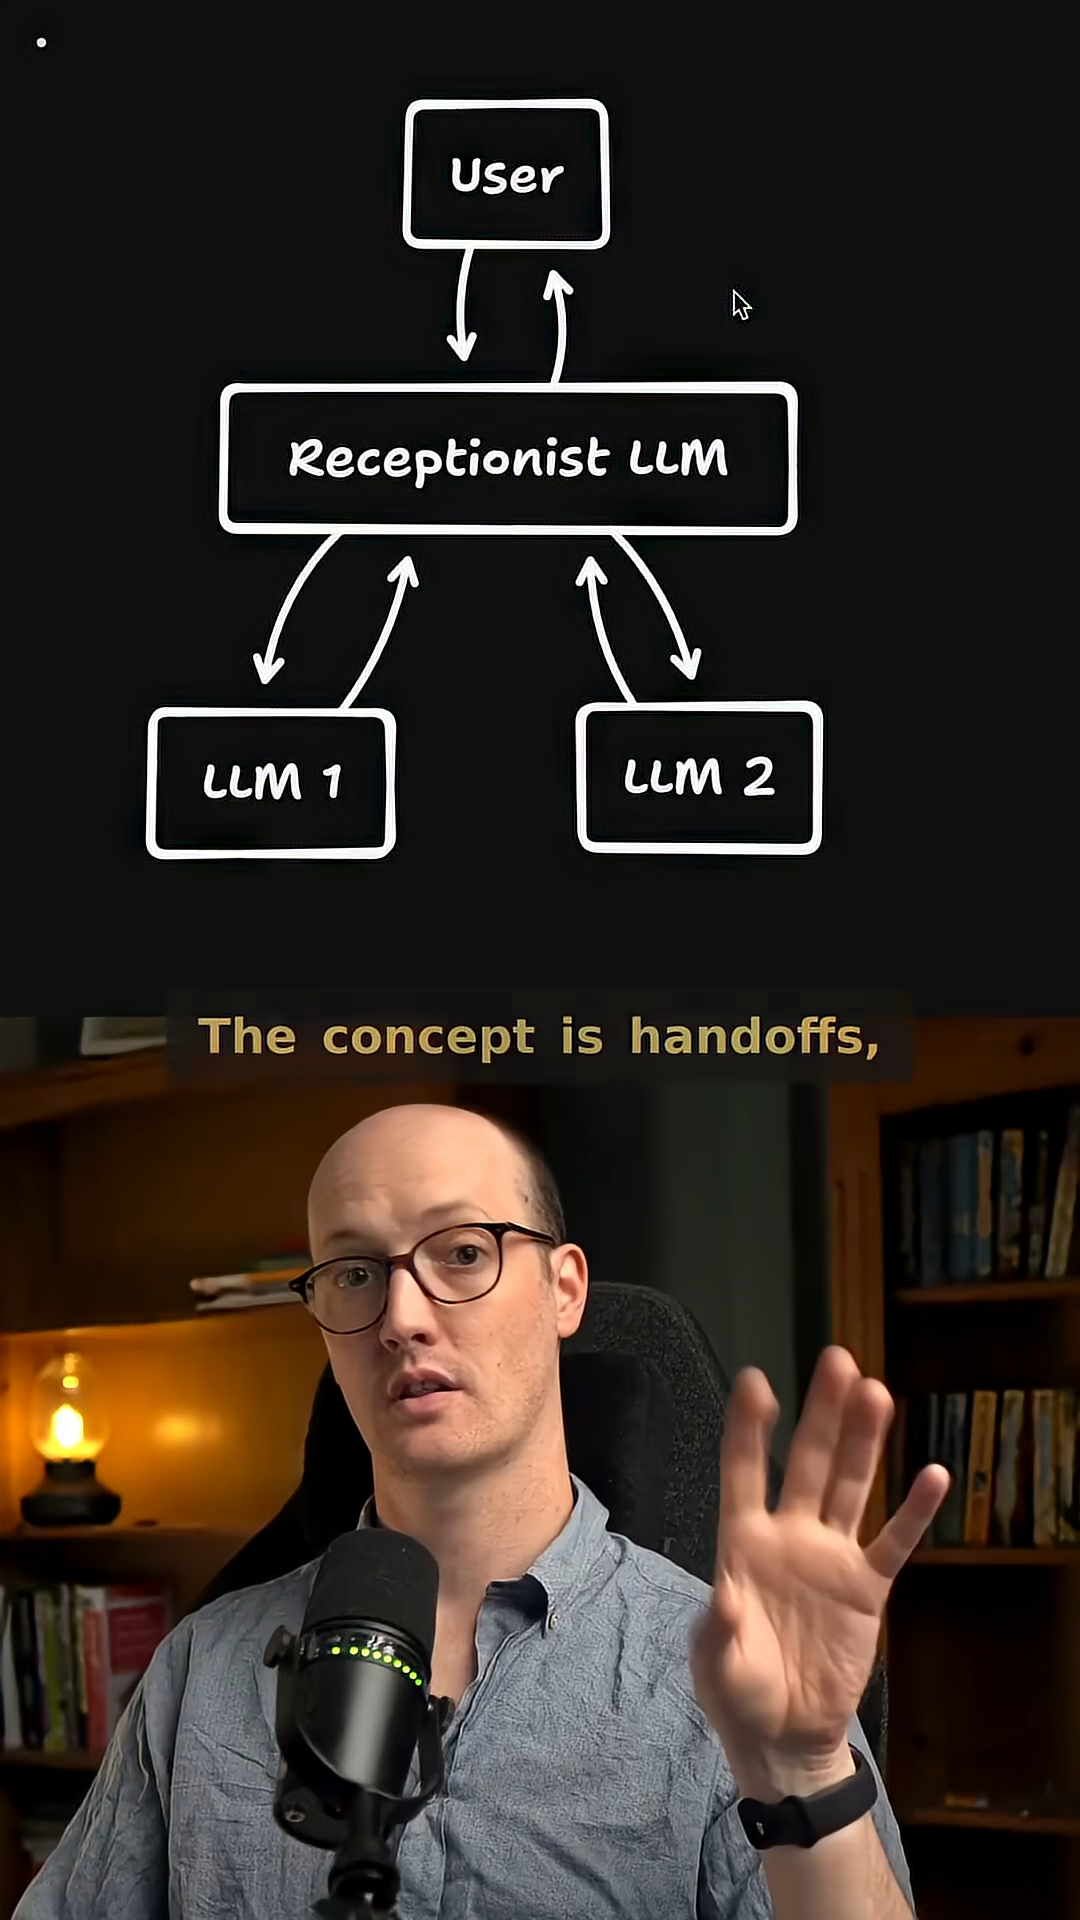 User
Receptionist LLM
LLM 1
LLM 2
The concept is handoffs,